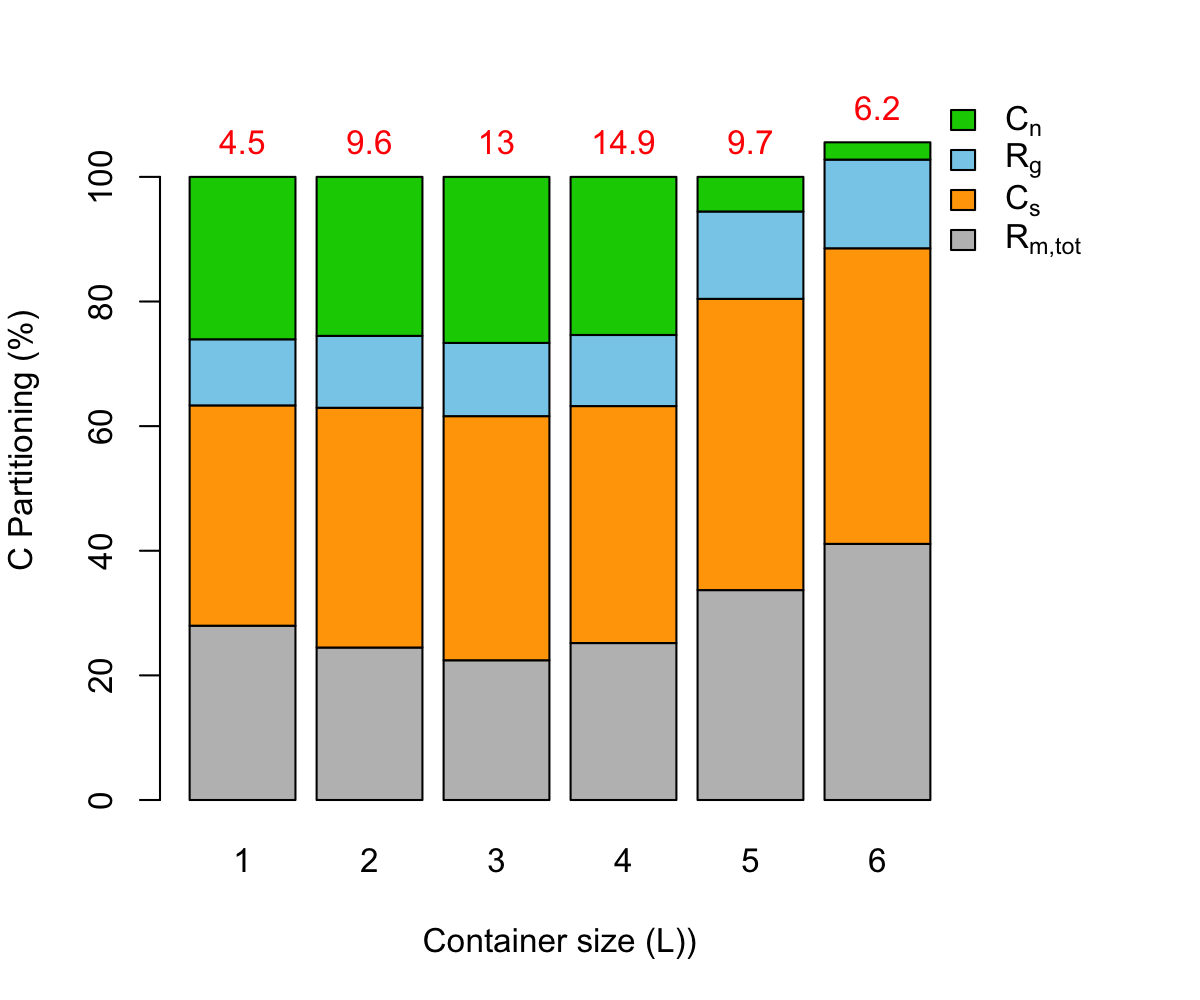 6.2
4.5 9.6 13 14.9 9.7
Cn
Rg
Cs
Rm,tot
100
80
60
40
20
0
C Partitioning (%)
1 2 3 4 5 6
Container size (L))